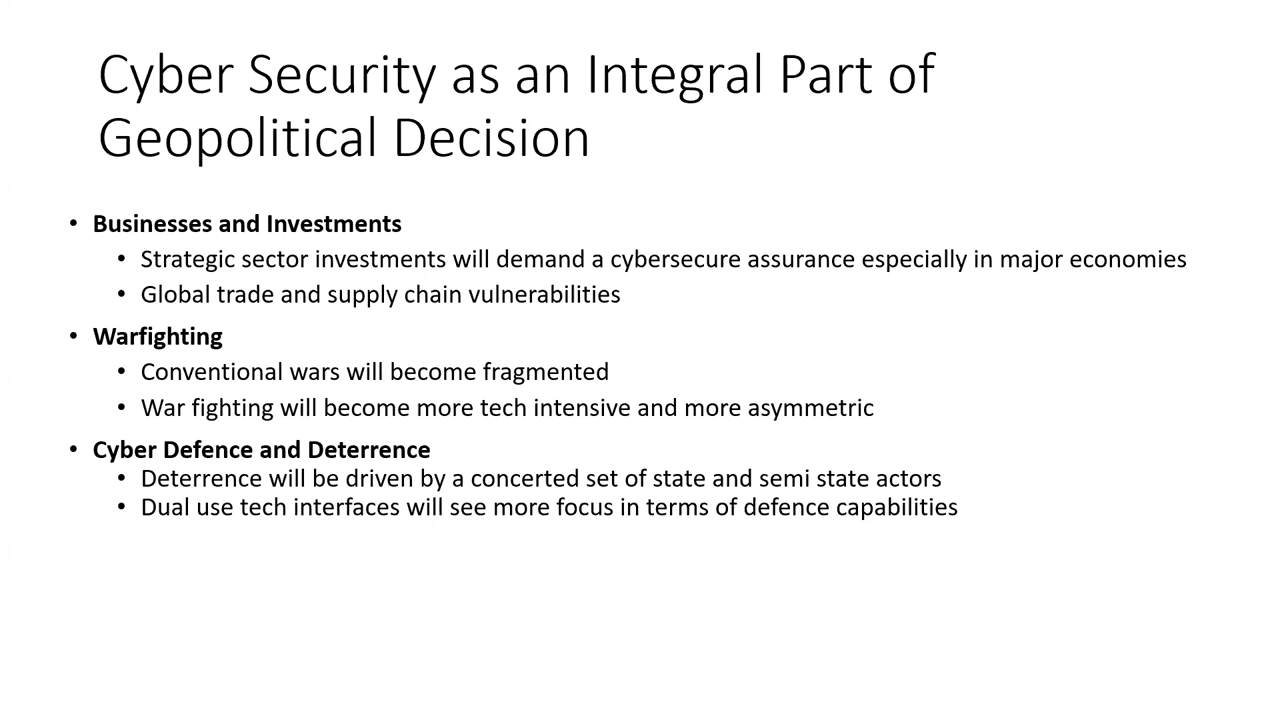 Cyber Security as an Integral Part of
Geopolitical Decision
• Businesses and Investments
• Strategic sector investments will demand a cybersecure assurance especially in major economies
• Global trade and supply chain vulnerabilities
• Warfighting
• Conventional wars will become fragmented
• War fighting will become more tech intensive and more asymmetric
• Cyber Defence and Deterrence
• Deterrence will be driven by a concerted set of state and semi state actors
• Dual use tech interfaces will see more focus in terms of defence capabilities